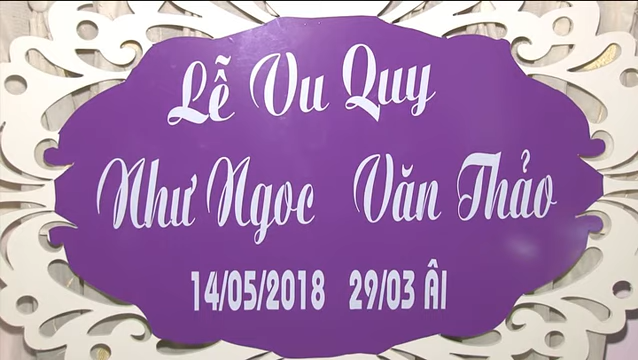 Lễ Vu Quy
Như Ngọc Văn Thảo
14/05/2018 29/03 Âl